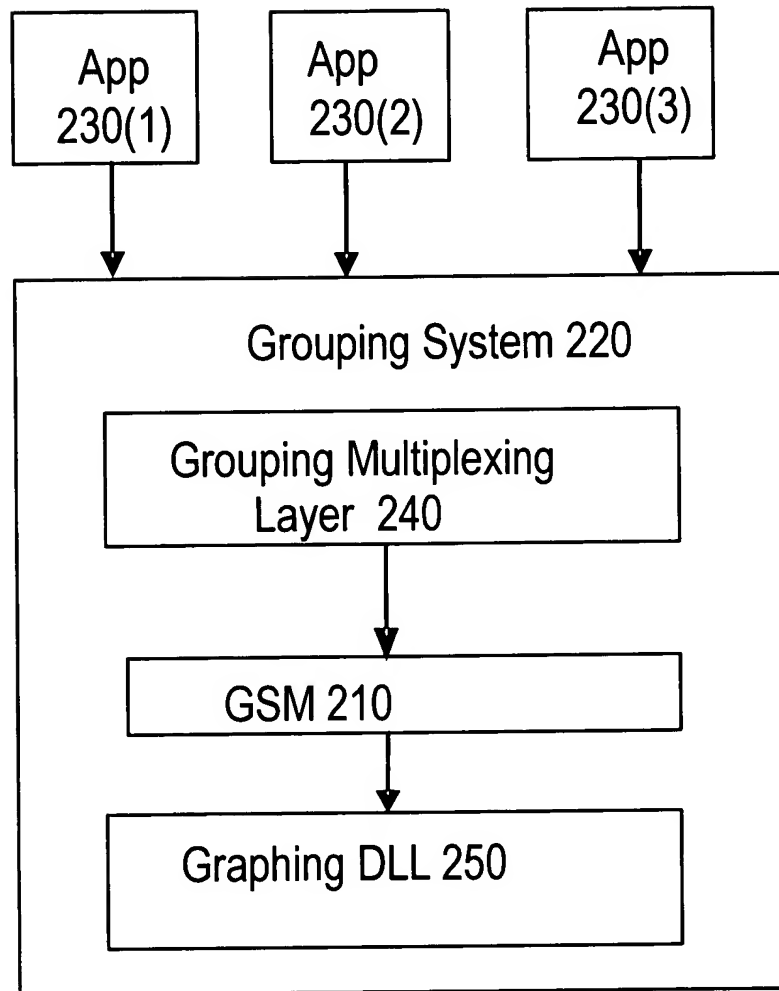 App
230(1)
App
230(2)
App
230(3)
Grouping System 220
Grouping Multiplexing
Layer 240
GSM 210
Graphing DLL 250